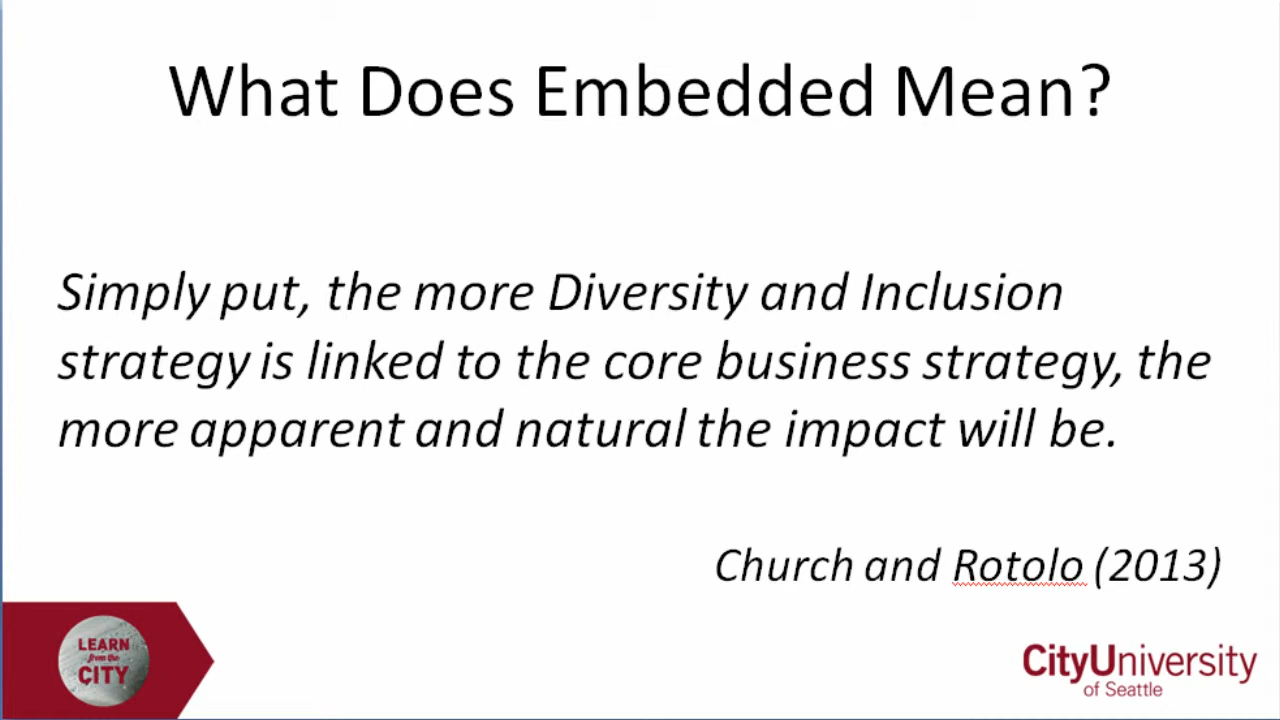 What Does Embedded Mean?
Simply put, the more Diversity and Inclusion
strategy is linked to the core business strategy, the
more apparent and natural the impact will be.
Church and Rotolo (2013)
LEARN
from the
CITY
CityUniversity
of Seattle